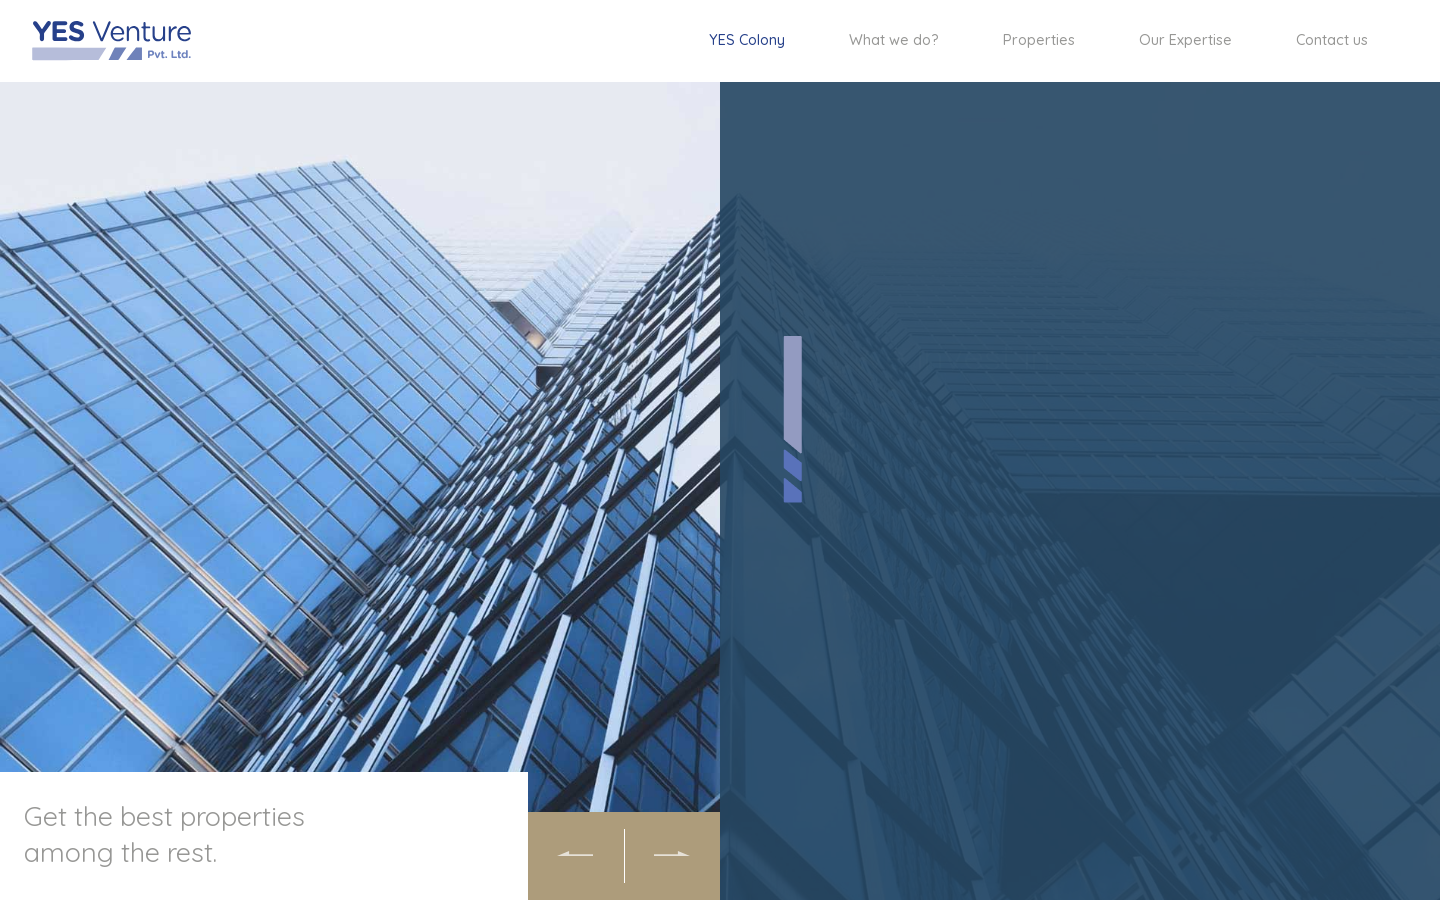 YES Venture
Pvt. Ltd.
YES Colony
What we do?
Properties
Our Expertise
Contact us
Get the best properties
among the rest.